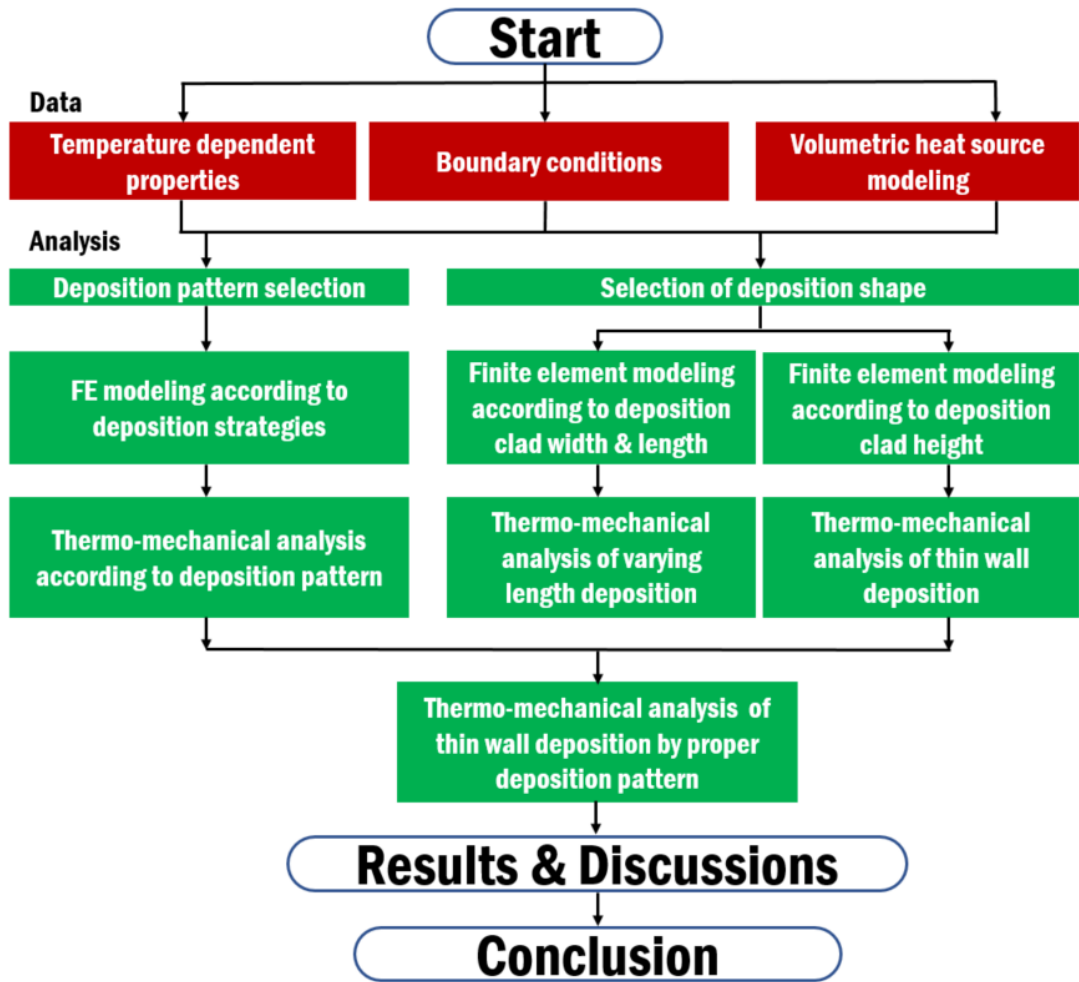 Start
Data
Temperature dependent
properties
Boundary conditions
Volumetric heat source
modeling
Analysis
Deposition pattern selection
Selection of deposition shape
FE modeling according to
deposition strategies
Finite element modeling
according to deposition
clad width & length
Finite element modeling
according to deposition
clad height
Thermo-mechanical analysis
according to deposition pattern
Thermo-mechanical
analysis of varying
length deposition
Thermo-mechanical
analysis of thin wall
deposition
Thermo-mechanical analysis of
thin wall deposition by proper
deposition pattern
Results & Discussions
Conclusion